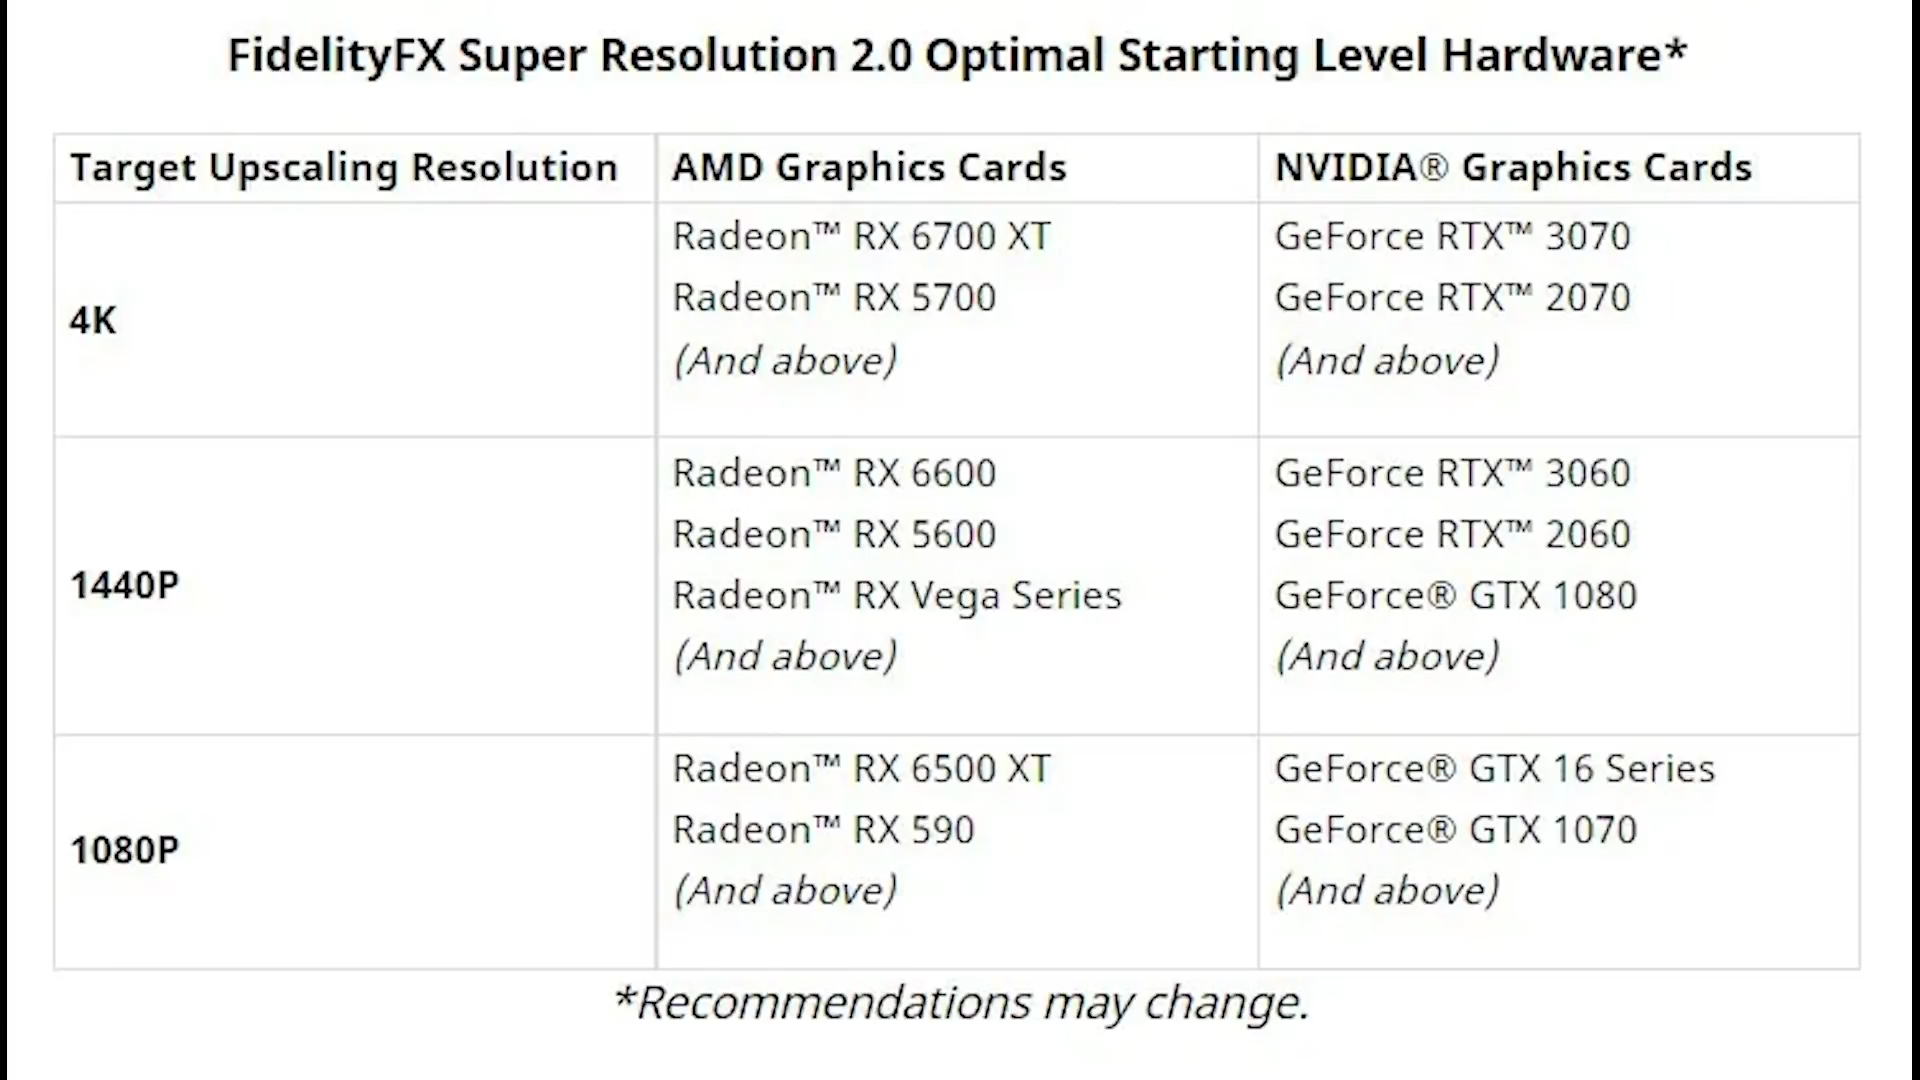 FidelityFX Super Resolution 2.0 Optimal Starting Level Hardware*
Target Upscaling Resolution
AMD Graphics Cards
NVIDIA® Graphics Cards
4K
Radeon™ RX 6700 XT
Radeon™ RX 5700
(And above)
GeForce RTX™ 3070
GeForce RTX™ 2070
(And above)
1440P
Radeon™ RX 6600
Radeon™ RX 5600
Radeon™ RX Vega Series
(And above)
GeForce RTX™ 3060
GeForce RTX™ 2060
GeForce® GTX 1080
(And above)
1080P
Radeon™ RX 6500 XT
Radeon™ RX 590
(And above)
GeForce® GTX 16 Series
GeForce® GTX 1070
(And above)
*Recommendations may change.